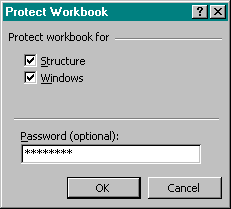 Protect Workbook
Protect workbook for
Structure
Windows
Password (optional):
********
OK
Cancel